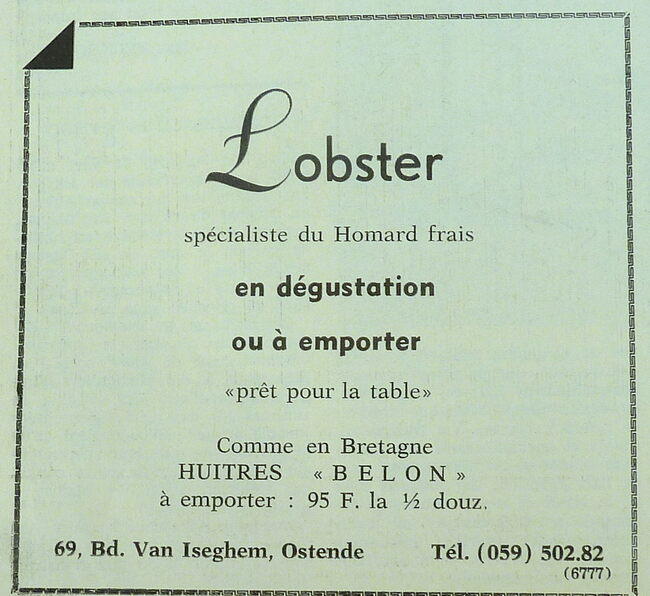 Lobster
spécialiste du Homard frais
en dégustation
ou à emporter
«prêt pour la table»
Comme en Bretagne
HUITRES « B E L O N »
à emporter : 95 F. la ½ douz.
69, Bd. Van Iseghem, Ostende Tél. (059) 502.82
(6777)